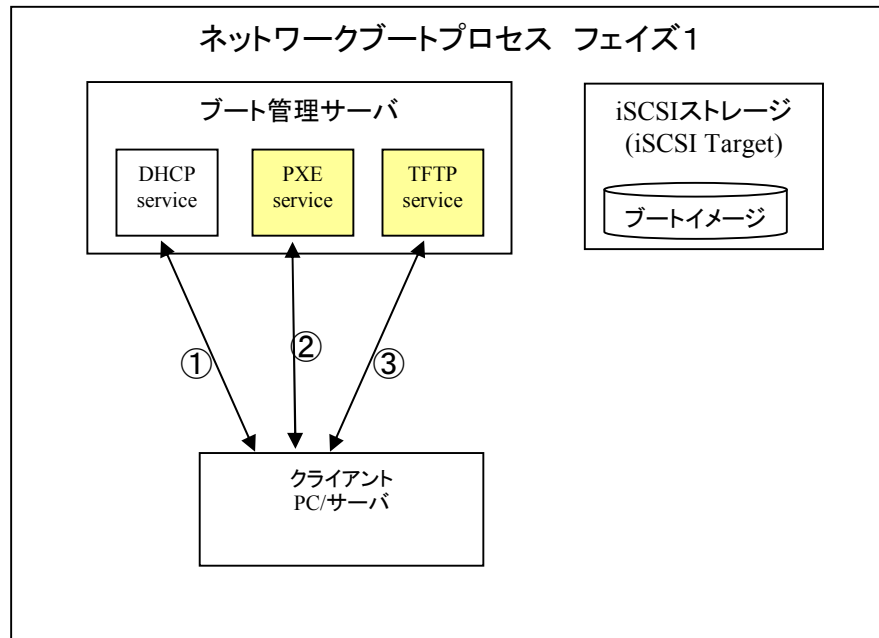 ネットワークブートプロセス フェイズ1
ブート管理サーバ
DHCP
service
PXE
service
TFTP
service
iSCSIストレージ
(iSCSI Target)
ブートイメージ
①
②
③
クライアント
PC/サーバ